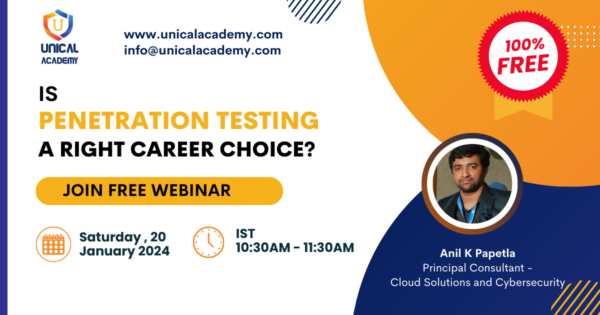 UNICAL
ACADEMY
www.unicalacademy.com
info@unicalacademy.com
100%
FREE
IS
PENETRATION TESTING
A RIGHT CAREER CHOICE?
JOIN FREE WEBINAR
Saturday , 20
January 2024
IST
10:30AM - 11:30AM
Anil K Papetla
Principal Consultant -
Cloud Solutions and Cybersecurity